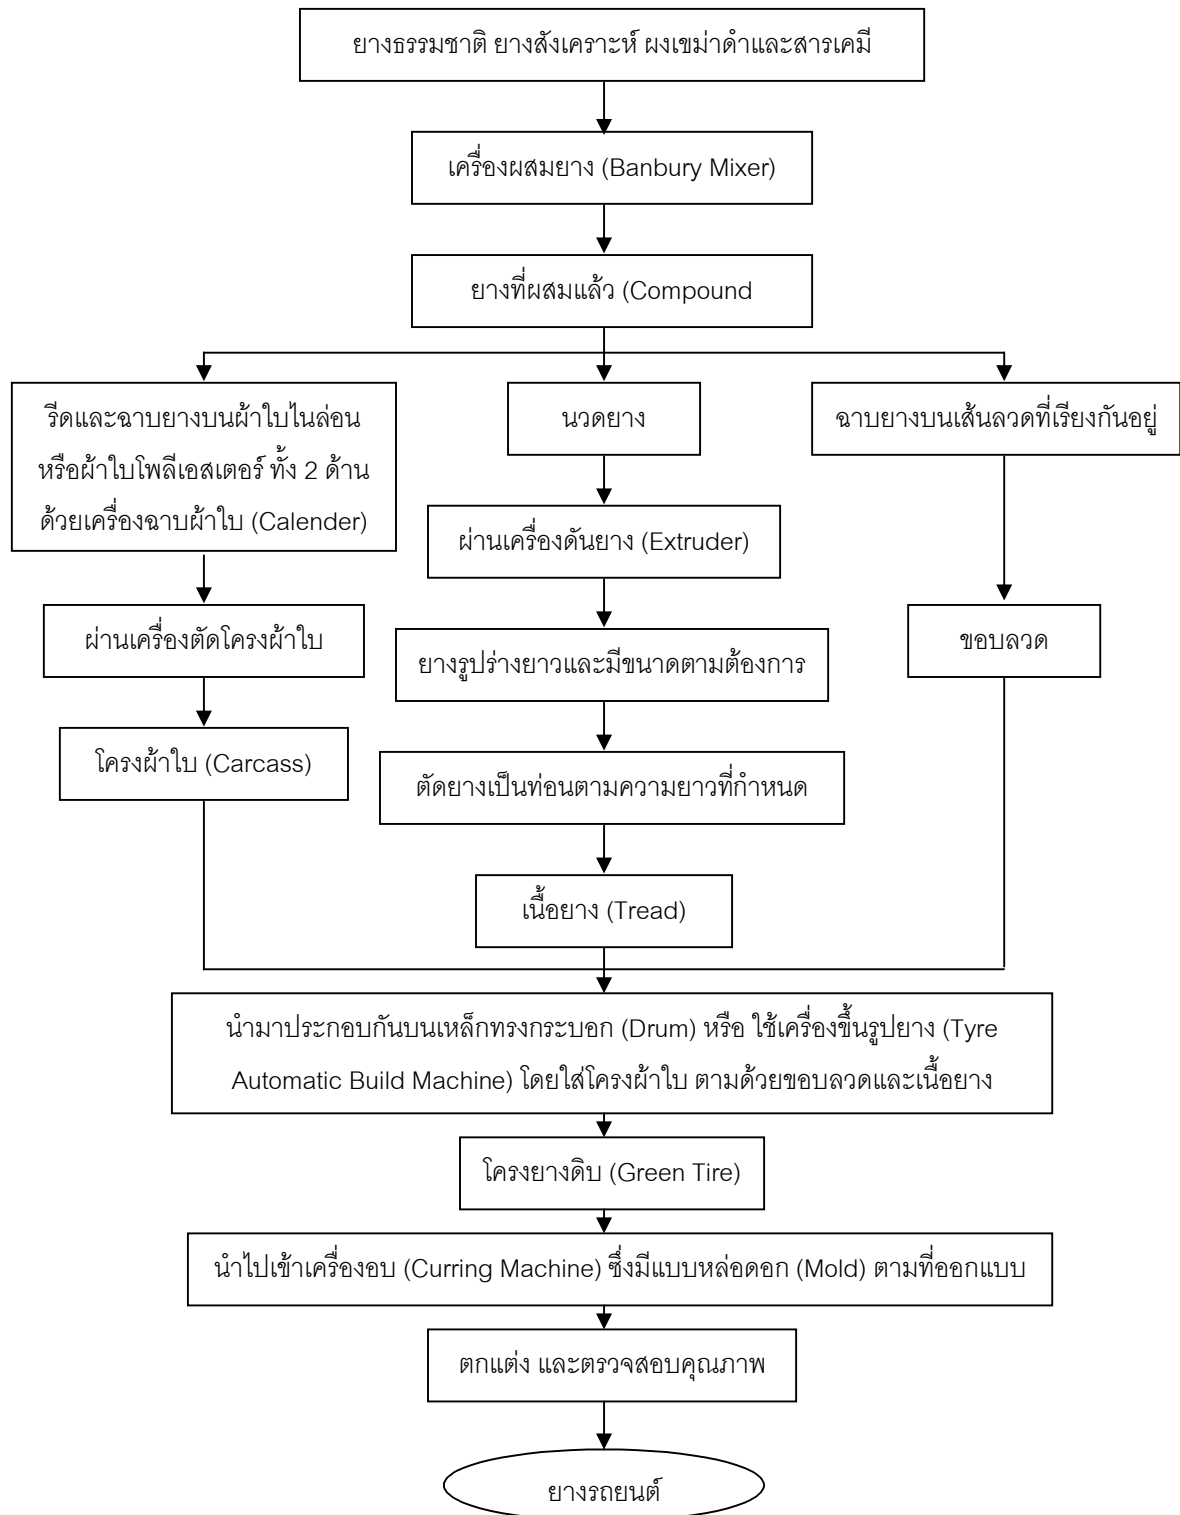 ยางธรรมชาติ ยางสังเคราะห์ ผงเขม่าดำและสารเคมี
เครื่องผสมยาง (Banbury Mixer)
ยางที่ผสมแล้ว (Compound
รีดและฉาบยางบนผ้าใบไนล่อน
หรือผ้าใบโพลีเอสเตอร์ ทั้ง 2 ด้าน
ด้วยเครื่องฉาบผ้าใบ (Calender)
ผ่านเครื่องตัดโครงผ้าใบ
โครงผ้าใบ (Carcass)
นวดยาง
ผ่านเครื่องดันยาง (Extruder)
ยางรูปร่างยาวและมีขนาดตามต้องการ
ตัดยางเป็นท่อนตามความยาวที่กำหนด
เนื้อยาง (Tread)
ฉาบยางบนเส้นลวดที่เรียงกันอยู่
ขอบลวด
นำมาประกอบกันบนเหล็กทรงกระบอก (Drum) หรือ ใช้เครื่องขึ้นรูปยาง (Tyre
Automatic Build Machine) โดยใส่โครงผ้าใบ ตามด้วยขอบลวดและเนื้อยาง
โครงยางดิบ (Green Tire)
นำไปเข้าเครื่องอบ (Curring Machine) ซึ่งมีแบบหล่อดอก (Mold) ตามที่ออกแบบ
ตกแต่ง และตรวจสอบคุณภาพ
ยางรถยนต์